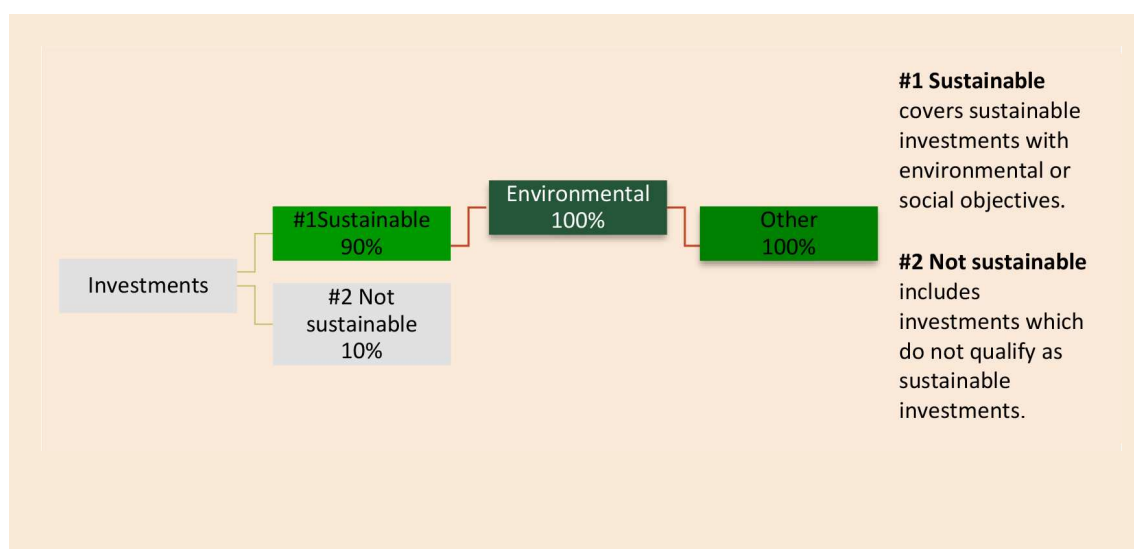 Investments
#1Sustainable
90%
#2 Not
sustainable
10%
Environmental
100%
Other
100%
#1 Sustainable
covers sustainable
investments with
environmental or
social objectives.
#2 Not sustainable
includes
investments which
do not qualify as
sustainable
investments.